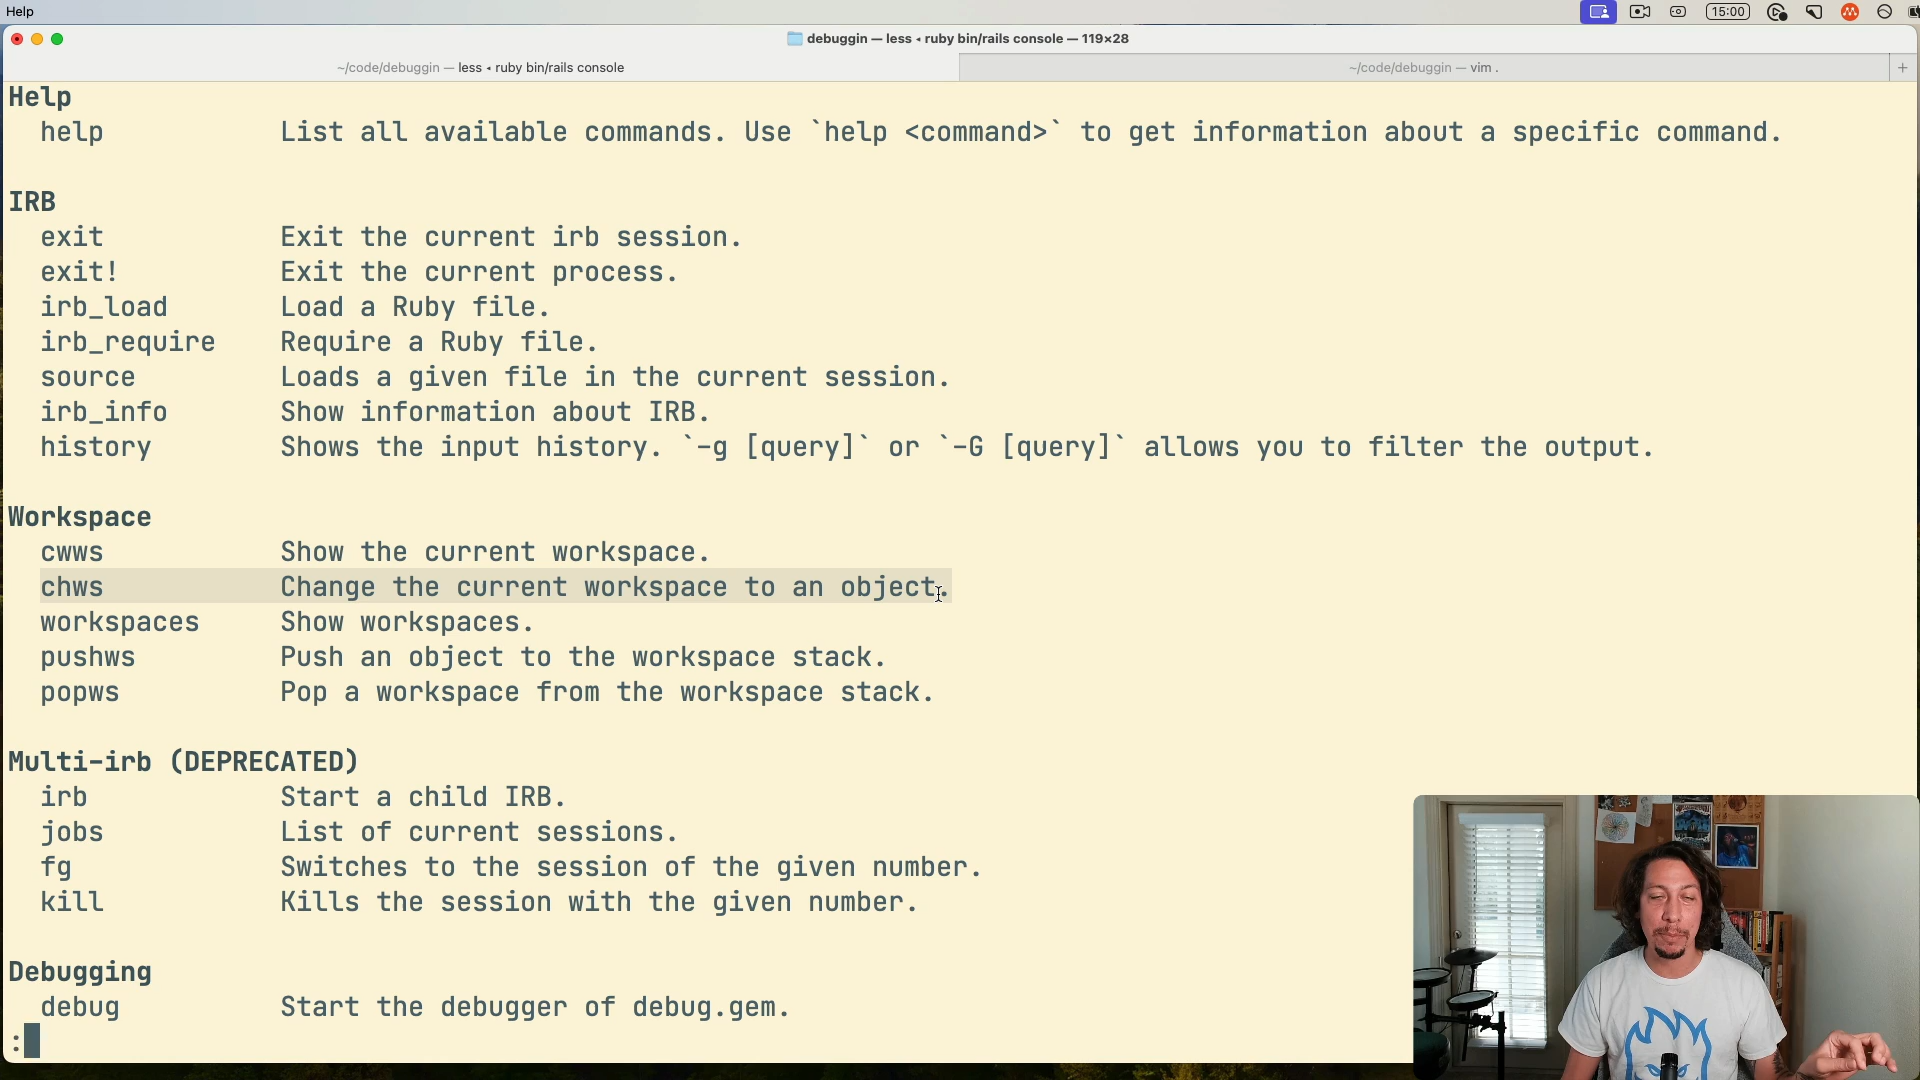 Help
15:00
debuggin — less ◂ ruby bin/rails console — 119×28
~/code/debuggin — less ◂ ruby bin/rails console
~/code/debuggin — vim .
+
Help
help List all available commands. Use `help <command>` to get information about a specific command.
IRB
exit Exit the current irb session.
exit! Exit the current process.
irb_load Load a Ruby file.
irb_require Require a Ruby file.
source Loads a given file in the current session.
irb_info Show information about IRB.
history Shows the input history. `-g [query]` or `-G [query]` allows you to filter the output.
Workspace
cwws Show the current workspace.
chws Change the current workspace to an object.
workspaces Show workspaces.
pushws Push an object to the workspace stack.
popws Pop a workspace from the workspace stack.
Multi-irb (DEPRECATED)
irb Start a child IRB.
jobs List of current sessions.
fg Switches to the session of the given number.
kill Kills the session with the given number.
Debugging
debug Start the debugger of debug.gem.
: